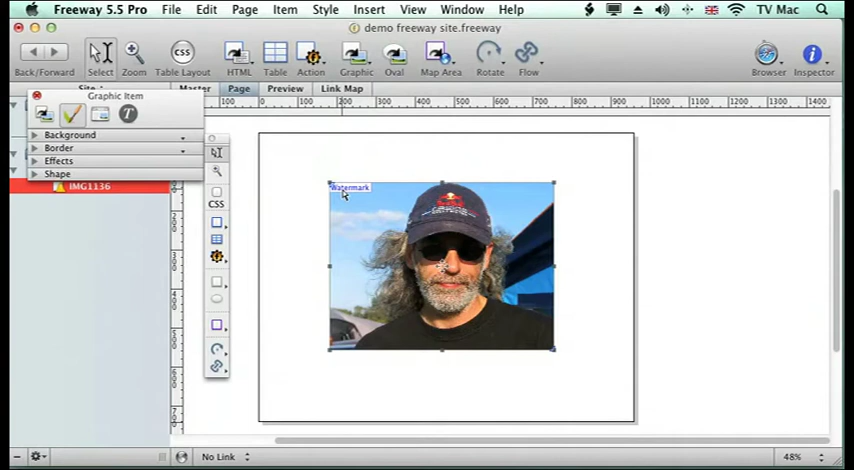 Freeway 5.5 Pro File Edit Page Item Style Insert View Window Help TV Mac
demo freeway site.freeway
Back/Forward Select Zoom Table Layout HTML Table Action Graphic Oval Map Area Rotate Flow Browser Inspector
CSS
Master Page Preview Link Map
Graphic Item
100 0 100 200 300 400 500 600 700 800 900 1000 1100 1200 1300 1400
Background
Border
Effects
Shape
IMG1136
Watermark
CSS
No Link
48%